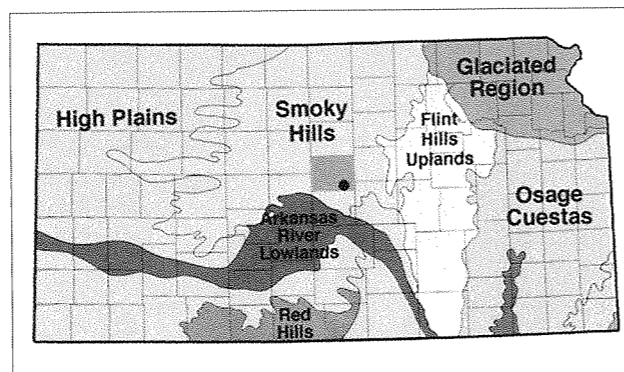 Glaciated
Region
High Plains
Smoky
Hills
Flint
Hills
Uplands
Osage
Cuestas
Arkansas
River
Lowlands
Red
Hills